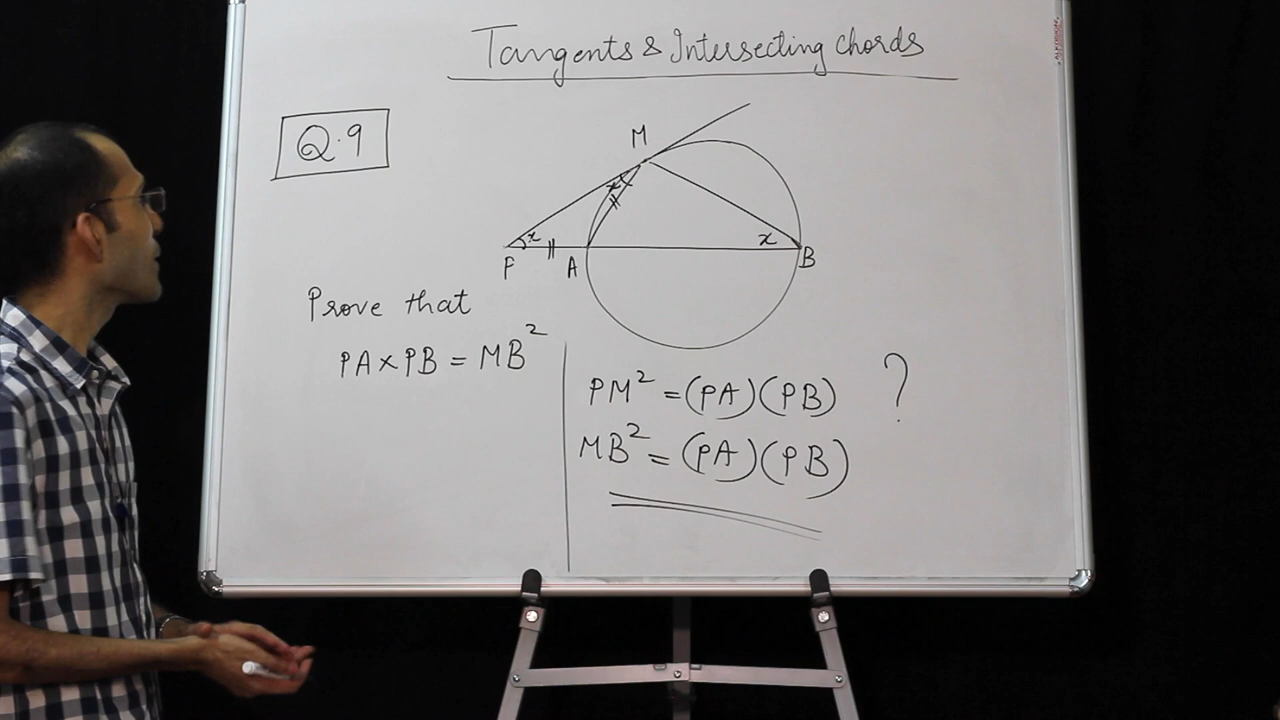 Tangents & Intersecting chords
Q.9
M
x
x
x
P
A
B
Prove that
PA×PB = MB²
PM² = (PA)(PB)
?
MB² = (PA)(PB)